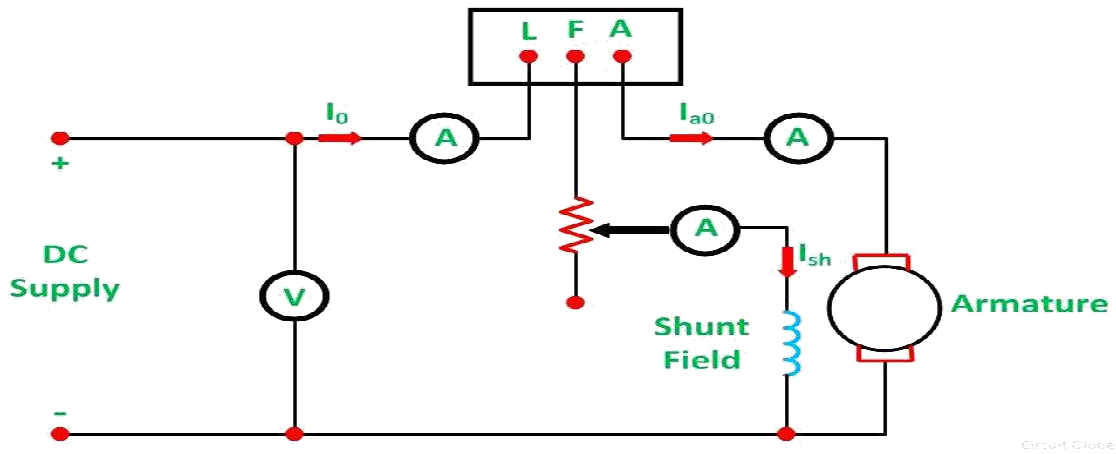 L F A
I0
A
Ia0
A
+
A
Ish
DC
Supply
V
Armature
Shunt
Field
-
Circuit Globe